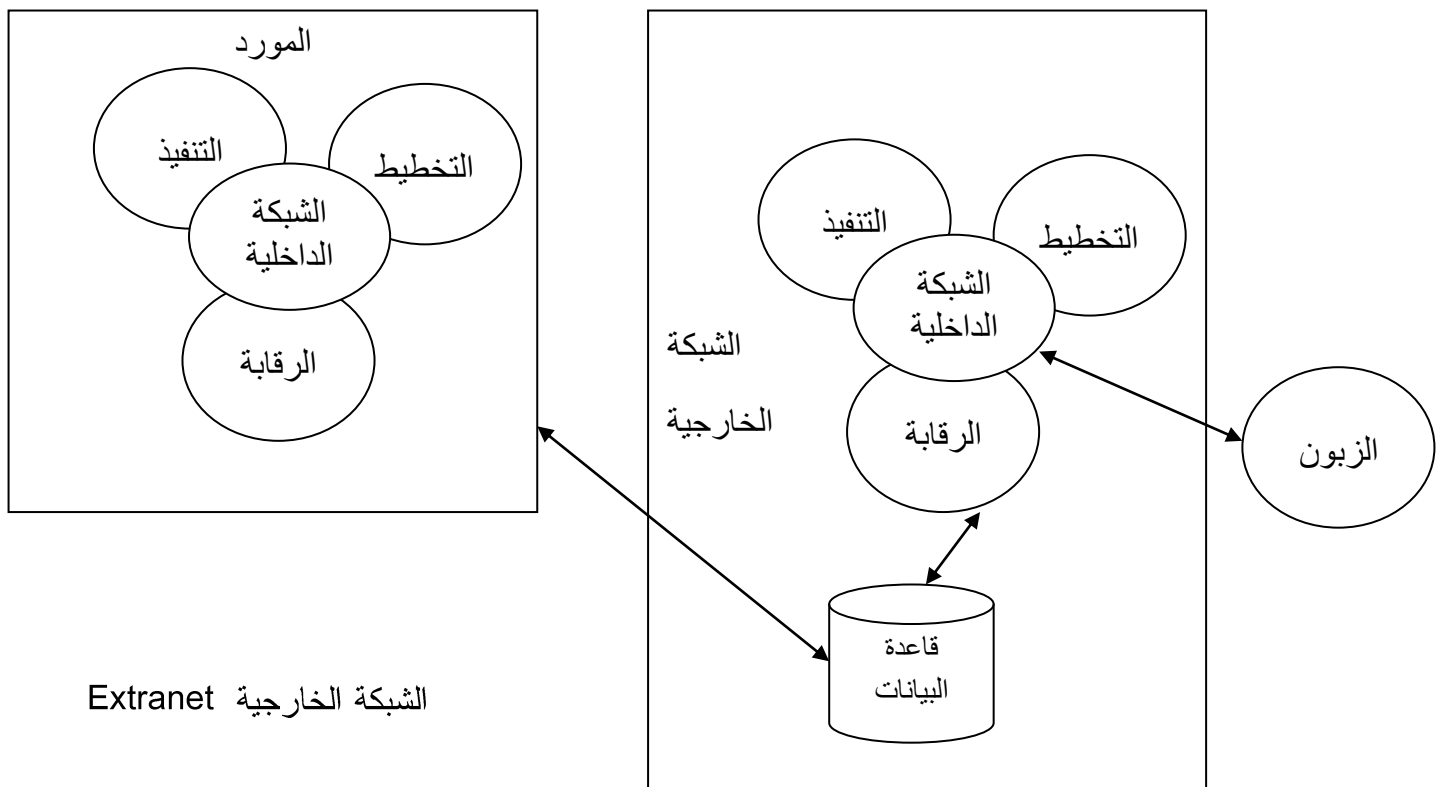 المورد
التنفيذ
التخطيط
الشبكة
الداخلية
الرقابة
التنفيذ
التخطيط
الشبكة
الداخلية
الرقابة
الشبكة
الخارجية
الزبون
قاعدة
البيانات
الشبكة الخارجية Extranet